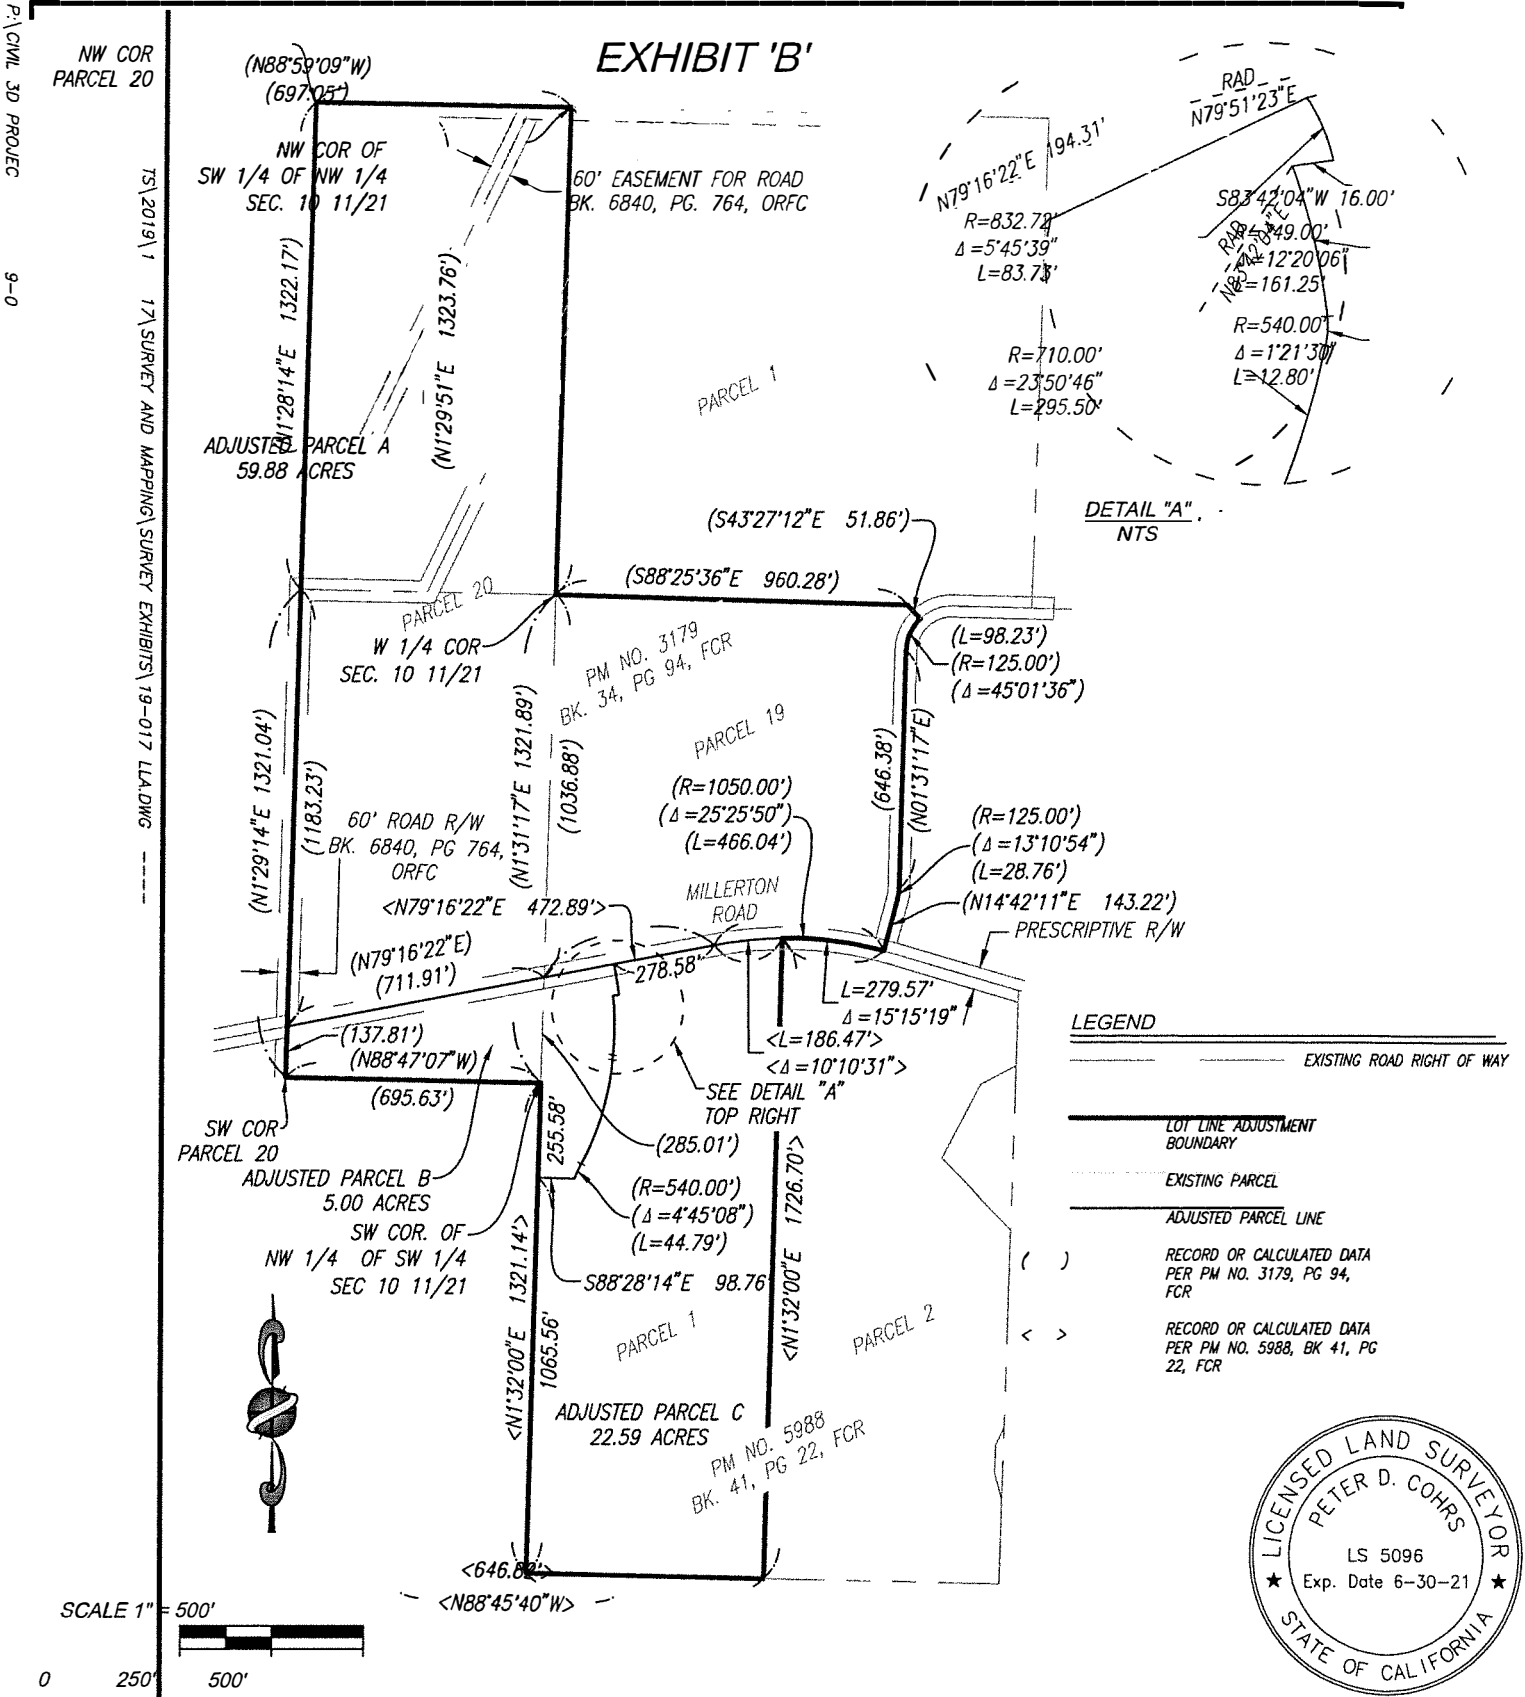 EXHIBIT 'B'
P:\CIVIL 3D PROJEC
TS\2019\1
9-0
17\SURVEY AND MAPPING\SURVEY EXHIBITS\19-017 LLA.DWG ----
NW COR
PARCEL 20
(N88°59'09"W)
(697.05')
NW COR OF
SW 1/4 OF NW 1/4
SEC. 10 11/21
60' EASEMENT FOR ROAD
BK. 6840, PG. 764, ORFC
(N1°28'14"E 1322.17')
(N1°29'51"E 1323.76')
ADJUSTED PARCEL A
59.88 ACRES
PARCEL 1
RAD
N79°51'23"E
N79°16'22"E 194.31'
R=832.72'
Δ=5°45'39"
L=83.73'
S83°42'04"W 16.00'
RAD
N83°42'04"E
Δ=12°20'06"
L=161.25'
R=540.00'
Δ=1°21'30"
L=12.80'
R=710.00'
Δ=23°50'46"
L=295.50'
DETAIL "A"
NTS
(S43°27'12"E 51.86')
(S88°25'36"E 960.28')
PARCEL 20
W 1/4 COR
SEC. 10 11/21
PM NO. 3179
BK. 34, PG 94, FCR
PARCEL 19
(L=98.23')
(R=125.00')
(Δ=45°01'36")
(N1°29'14"E 1321.04')
(1183.23')
(N1°31'17"E 1321.89')
(1036.88')
(646.38')
(N01°31'17"E)
60' ROAD R/W
BK. 6840, PG 764,
ORFC
(R=1050.00')
(Δ=25°25'50")
(L=466.04')
(R=125.00')
(Δ=13°10'54")
(L=28.76')
(N14°42'11"E 143.22')
PRESCRIPTIVE R/W
MILLERTON
ROAD
<N79°16'22"E 472.89'>
(N79°16'22"E)
(711.91')
278.58'
L=279.57'
Δ=15°15'19"
<L=186.47'>
<Δ=10°10'31">
(137.81')
(N88°47'07"W)
(695.63')
SEE DETAIL "A"
TOP RIGHT
SW COR
PARCEL 20
ADJUSTED PARCEL B
5.00 ACRES
255.58'
(285.01')
SW COR. OF
NW 1/4 OF SW 1/4
SEC 10 11/21
(R=540.00')
(Δ=4°45'08")
(L=44.79')
S88°28'14"E 98.76'
<N1°32'00"E 1321.14'>
1065.56'
<N1°32'00"E 1726.70'>
PARCEL 1
PARCEL 2
ADJUSTED PARCEL C
22.59 ACRES
PM NO. 5988
BK. 41, PG 22, FCR
<N88°45'40"W>
LEGEND
EXISTING ROAD RIGHT OF WAY
LOT LINE ADJUSTMENT
BOUNDARY
EXISTING PARCEL
ADJUSTED PARCEL LINE
( ) RECORD OR CALCULATED DATA
PER PM NO. 3179, PG 94,
FCR
< > RECORD OR CALCULATED DATA
PER PM NO. 5988, BK 41, PG
22, FCR
SCALE 1" = 500'
0 250' 500'
LICENSED LAND SURVEYOR
PETER D. COHRS
LS 5096
Exp. Date 6-30-21
STATE OF CALIFORNIA